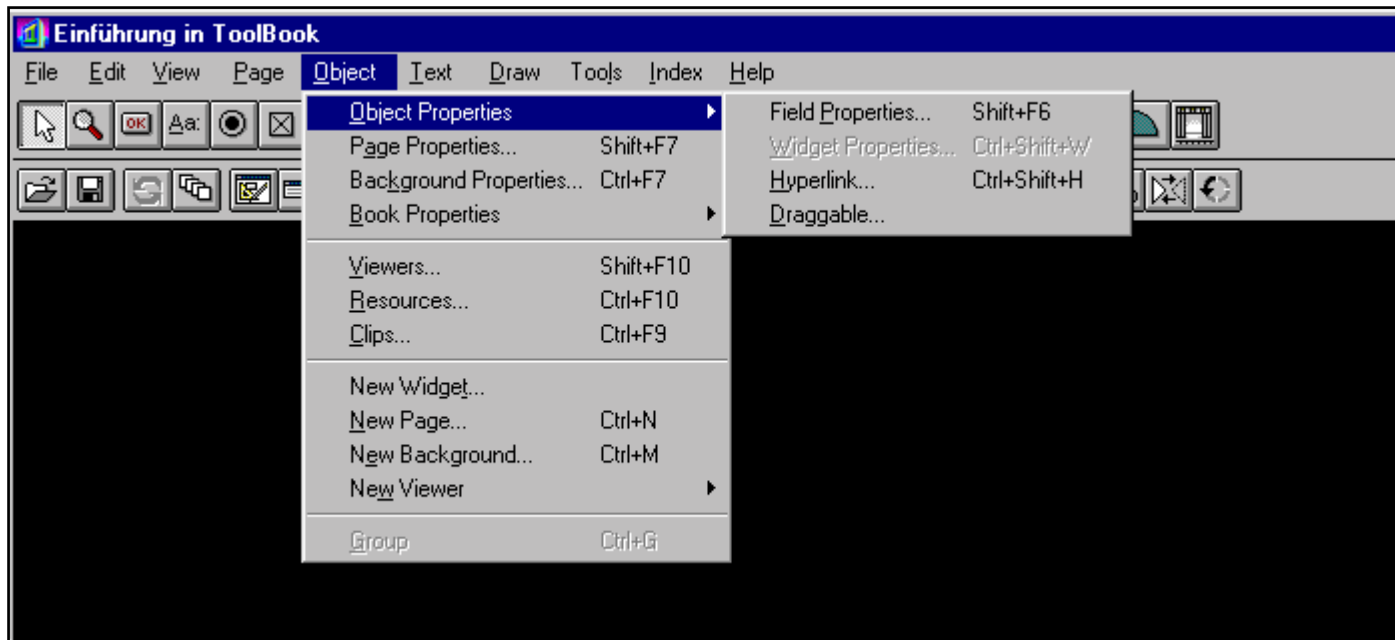 Einführung in ToolBook
File Edit View Page Object Text Draw Tools Index Help
OK Aa:
Object Properties
Page Properties... Shift+F7
Background Properties... Ctrl+F7
Book Properties
Viewers... Shift+F10
Resources... Ctrl+F10
Clips... Ctrl+F9
New Widget...
New Page... Ctrl+N
New Background... Ctrl+M
New Viewer
Group Ctrl+G
Field Properties... Shift+F6
Widget Properties... Ctrl+Shift+W
Hyperlink... Ctrl+Shift+H
Draggable...